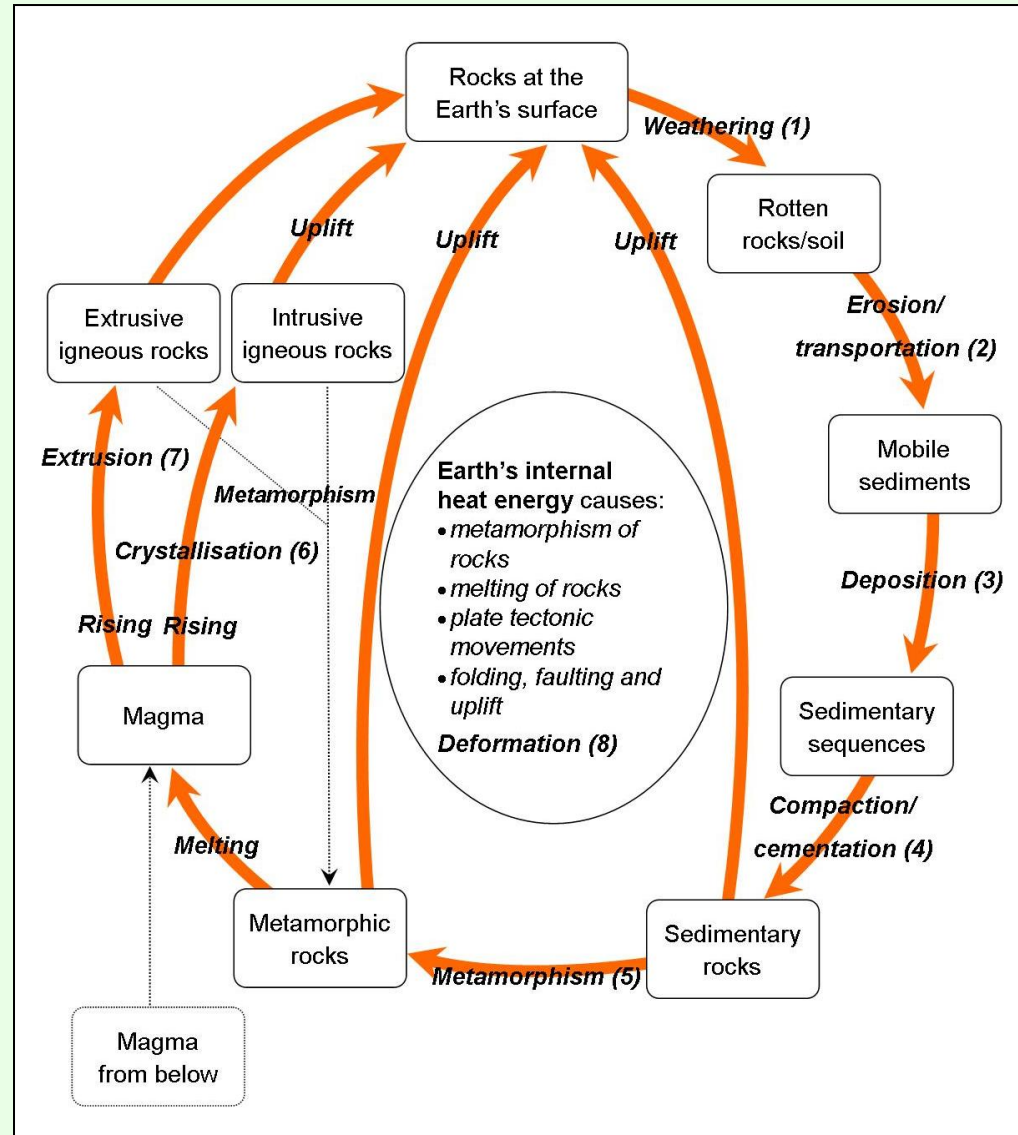 Rocks at the
Earth’s surface
Weathering (1)
Rotten
rocks/soil
Erosion/
transportation (2)
Mobile
sediments
Deposition (3)
Sedimentary
sequences
Compaction/
cementation (4)
Sedimentary
rocks
Uplift
Metamorphism (5)
Metamorphic
rocks
Uplift
Melting
Magma
Magma
from below
Rising
Extrusion (7)
Extrusive
igneous rocks
Rising
Crystallisation (6)
Intrusive
igneous rocks
Uplift
Metamorphism
Earth’s internal
heat energy causes:
• metamorphism of
rocks
• melting of rocks
• plate tectonic
movements
• folding, faulting and
uplift
Deformation (8)